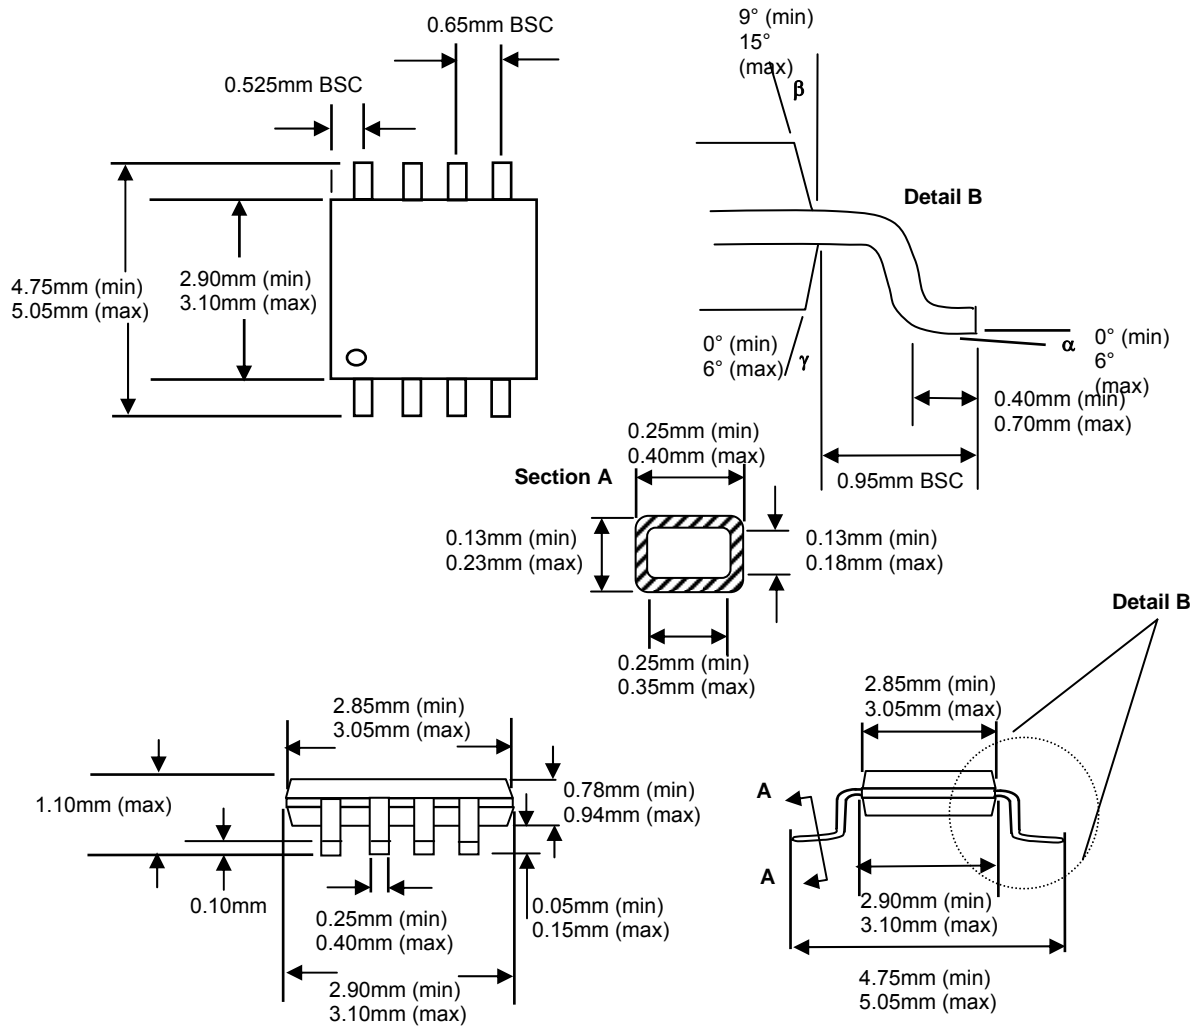 0.65mm BSC
0.525mm BSC
4.75mm (min)
5.05mm (max)
2.90mm (min)
3.10mm (max)
9° (min)
15°
(max)
β
Detail B
0° (min)
6° (max)
γ
α
0° (min)
6°
(max)
0.40mm (min)
0.70mm (max)
0.95mm BSC
Section A
0.25mm (min)
0.40mm (max)
0.13mm (min)
0.23mm (max)
0.13mm (min)
0.18mm (max)
0.25mm (min)
0.35mm (max)
2.85mm (min)
3.05mm (max)
1.10mm (max)
0.78mm (min)
0.94mm (max)
0.10mm
0.25mm (min)
0.40mm (max)
0.05mm (min)
0.15mm (max)
2.90mm (min)
3.10mm (max)
Detail B
2.85mm (min)
3.05mm (max)
A
A
2.90mm (min)
3.10mm (max)
4.75mm (min)
5.05mm (max)